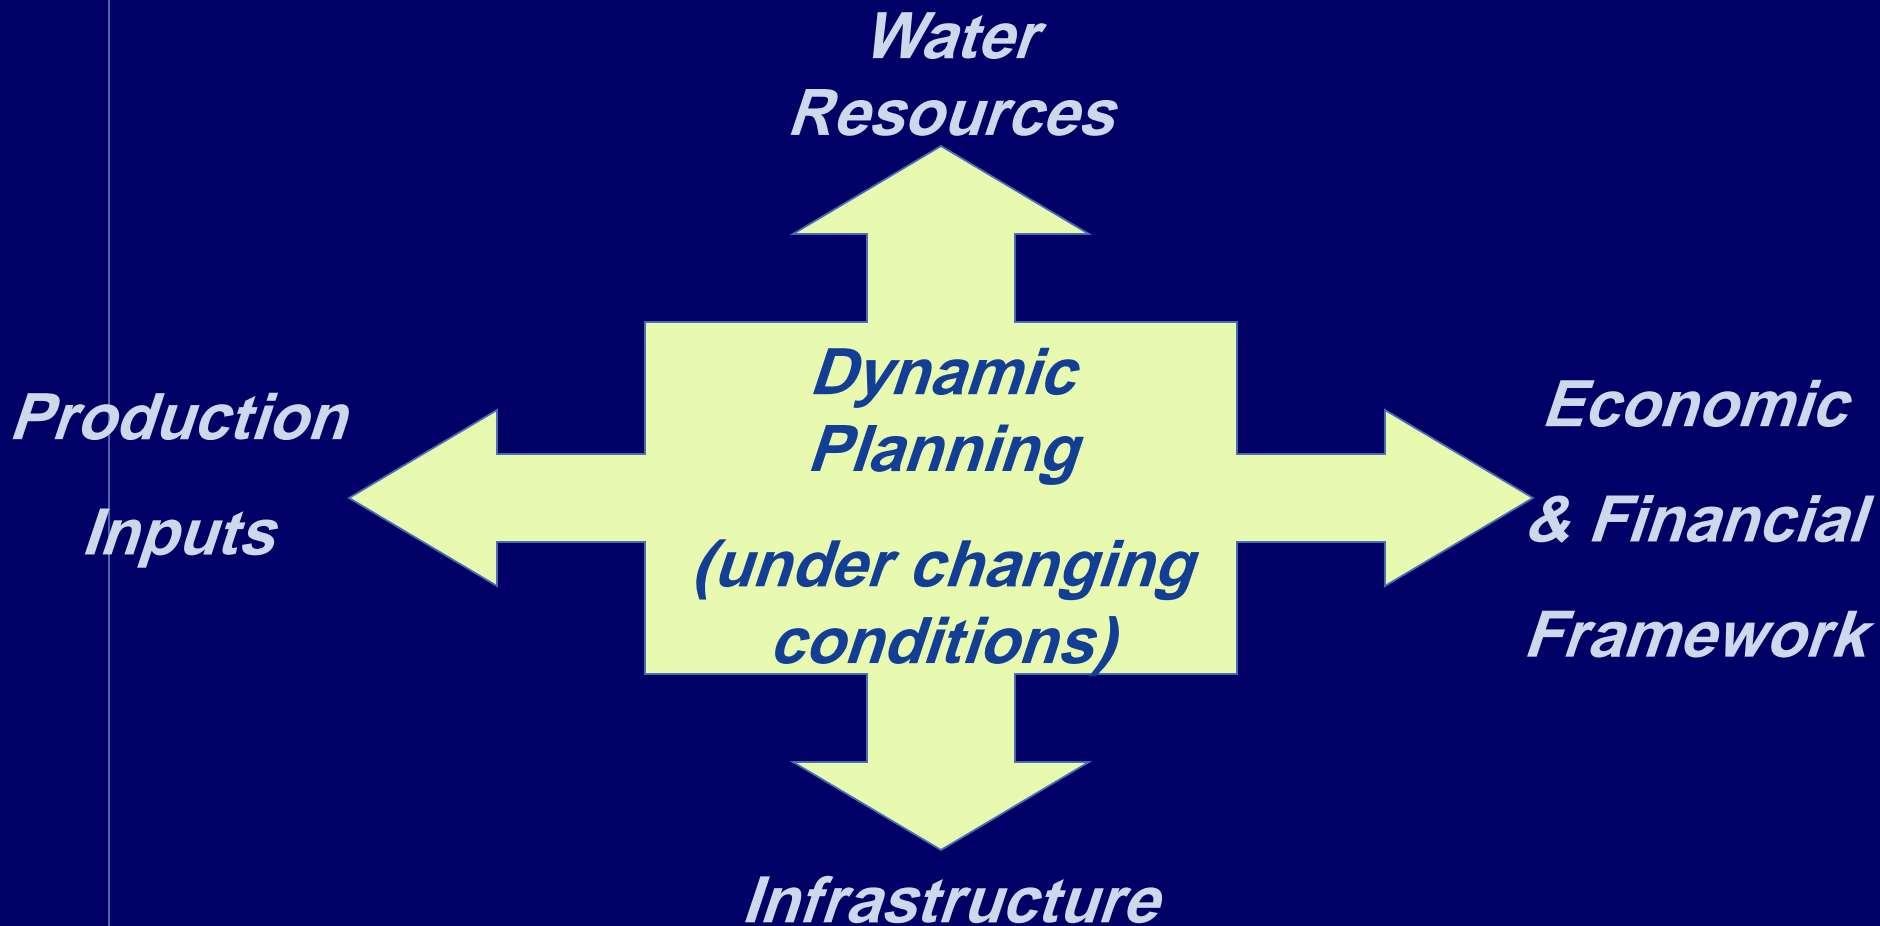 Water
Resources
Production
Inputs
Dynamic
Planning
(under changing
conditions)
Economic
& Financial
Framework
Infrastructure